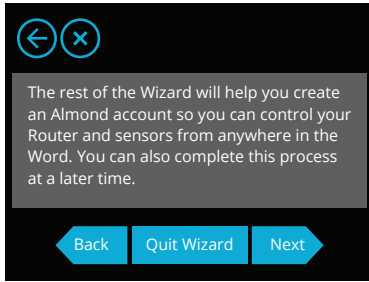 The rest of the Wizard will help you create
an Almond account so you can control your
Router and sensors from anywhere in the
Word. You can also complete this process
at a later time.
Back Quit Wizard Next